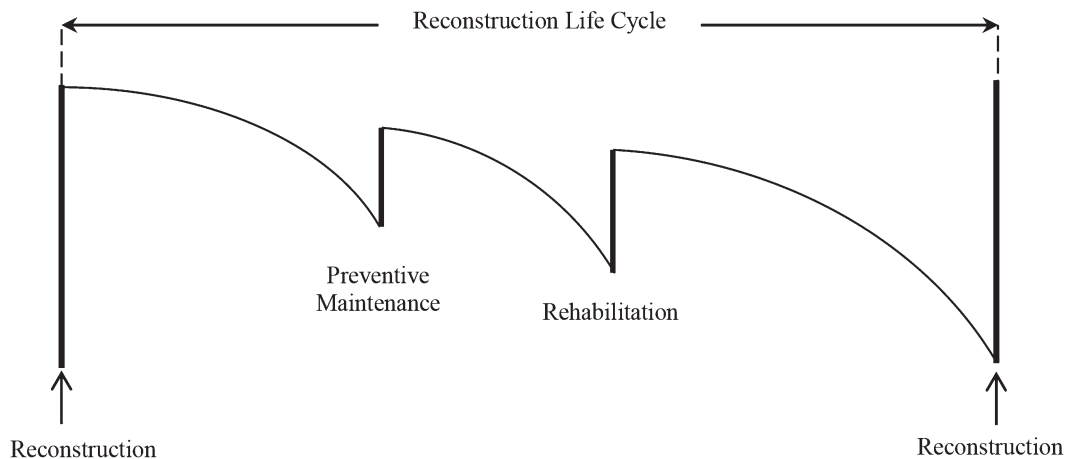 Reconstruction Life Cycle
Preventive
Maintenance
Rehabilitation
Reconstruction
Reconstruction